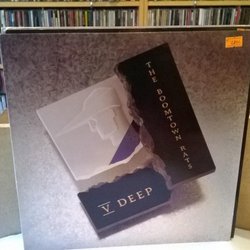 THE BOOMTOWN RATS
V DEEP